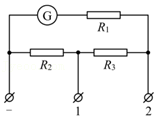 G
R₁
R₂ R₃
− 1 2